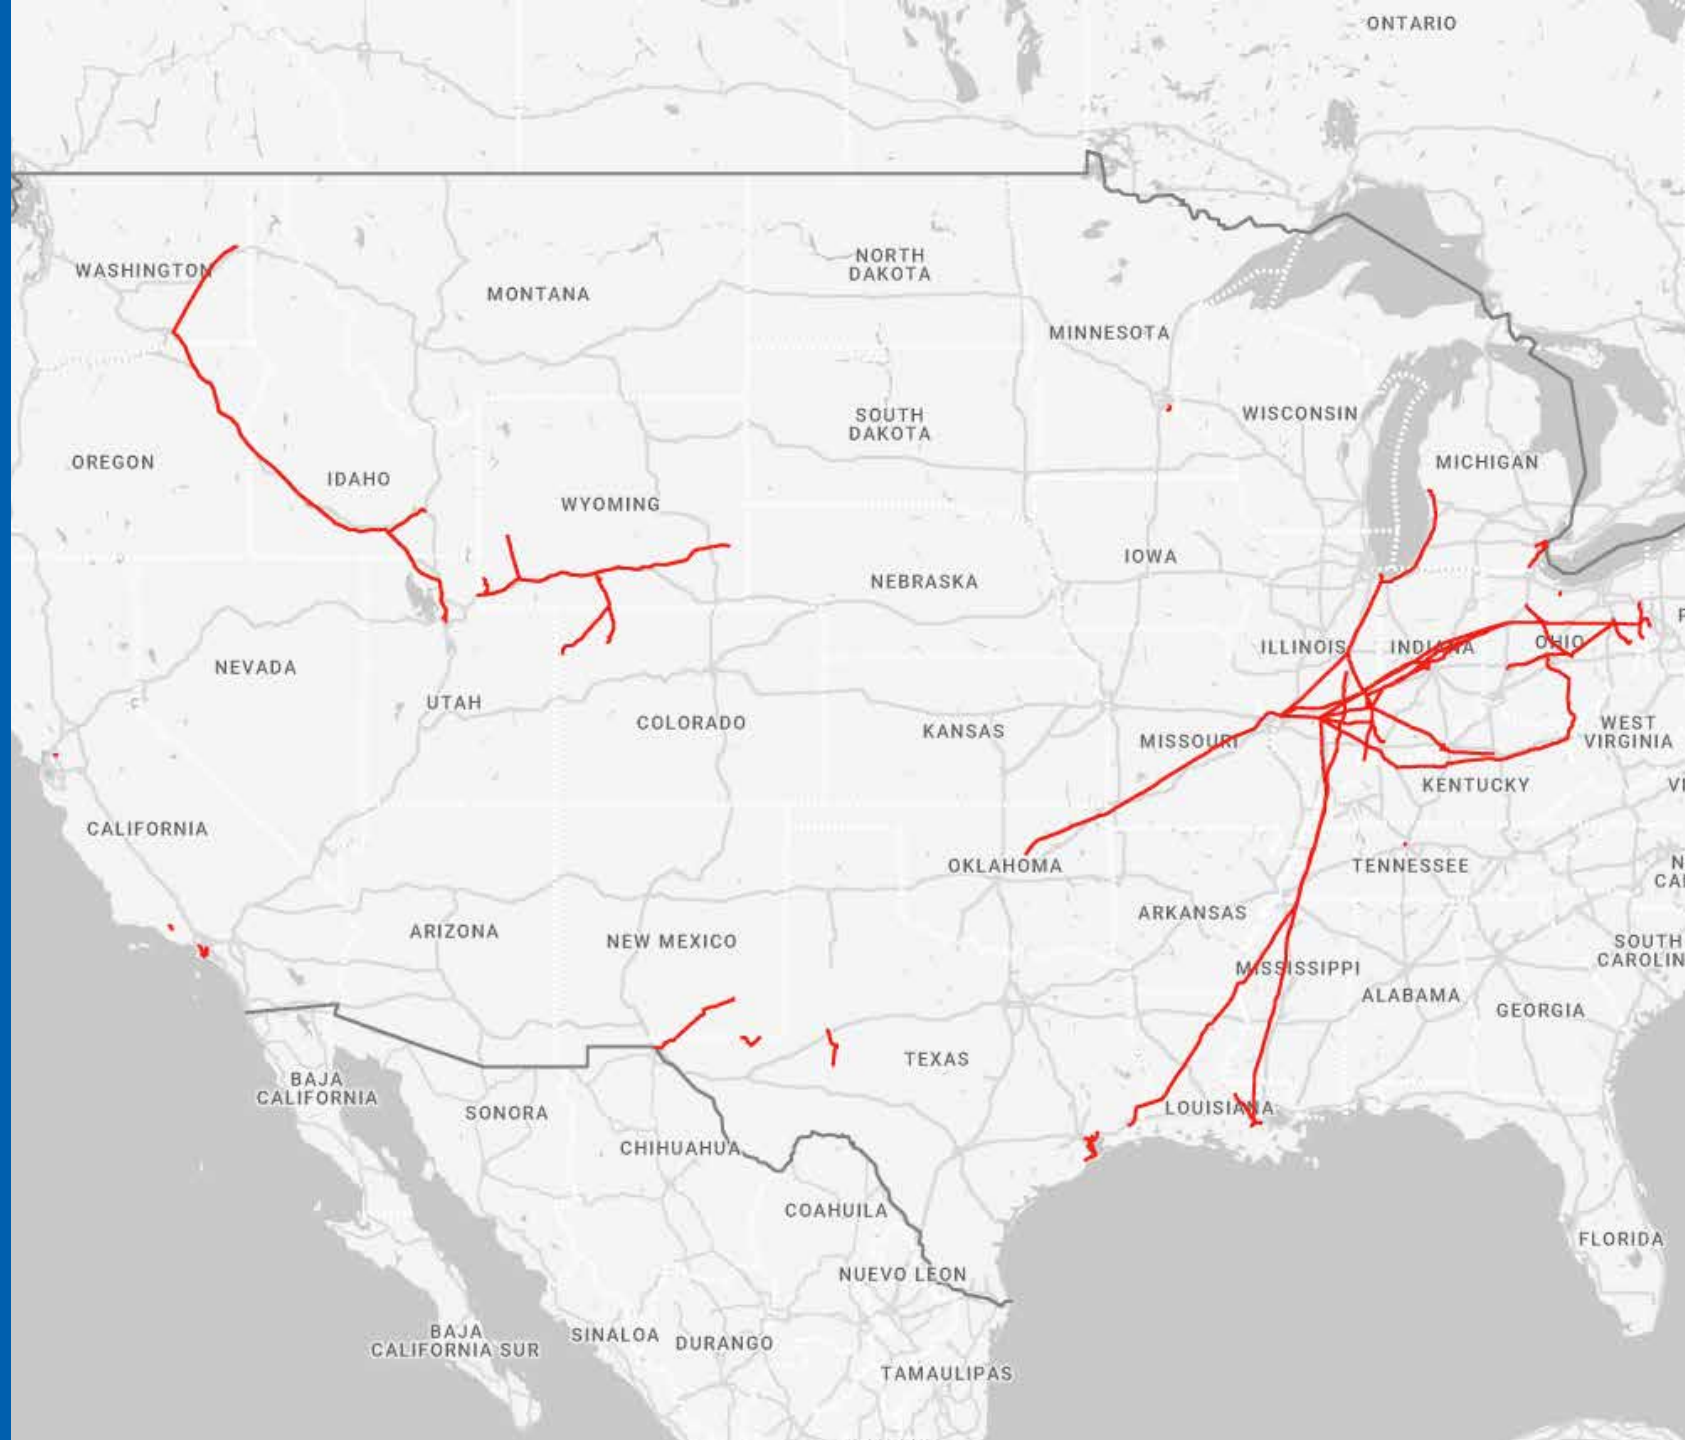 ONTARIO
WASHINGTON
MONTANA
NORTH
DAKOTA
MINNESOTA
SOUTH
DAKOTA
WISCONSIN
MICHIGAN
OREGON
IDAHO
WYOMING
IOWA
NEBRASKA
NEVADA
ILLINOIS
INDIANA
OHIO
UTAH
COLORADO
KANSAS
MISSOURI
WEST
VIRGINIA
KENTUCKY
CALIFORNIA
OKLAHOMA
TENNESSEE
ARIZONA
NEW MEXICO
ARKANSAS
SOUTH
CAROLIN
MISSISSIPPI
ALABAMA
GEORGIA
TEXAS
BAJA
CALIFORNIA
SONORA
LOUISIANA
CHIHUAHUA
COAHUILA
FLORIDA
NUEVO LEON
BAJA
CALIFORNIA SUR
SINALOA
DURANGO
TAMAULIPAS